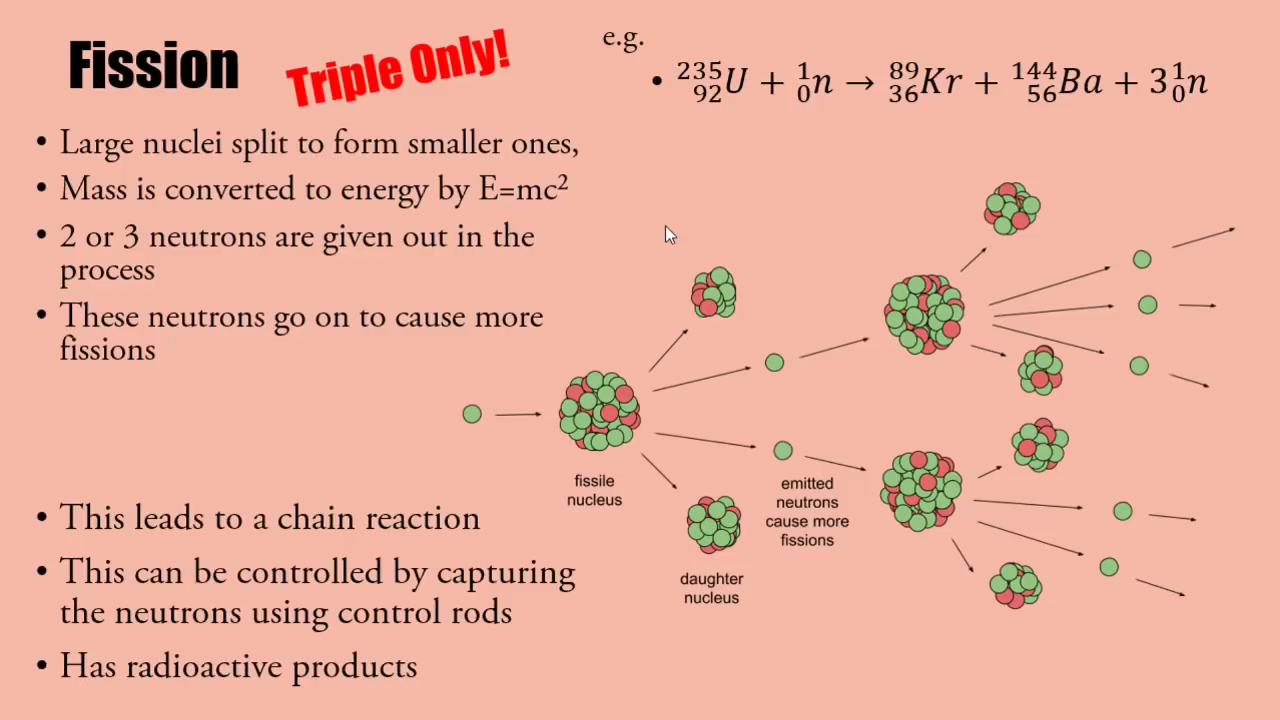 Fission
Triple Only!
• Large nuclei split to form smaller ones,
• Mass is converted to energy by E=mc²
• 2 or 3 neutrons are given out in the
process
• These neutrons go on to cause more
fissions
• This leads to a chain reaction
• This can be controlled by capturing
the neutrons using control rods
• Has radioactive products
e.g.
• ²³⁵₉₂U + ¹₀n → ⁸⁹₃₆Kr + ¹⁴⁴₅₆Ba + 3¹₀n
fissile
nucleus
emitted
neutrons
cause more
fissions
daughter
nucleus